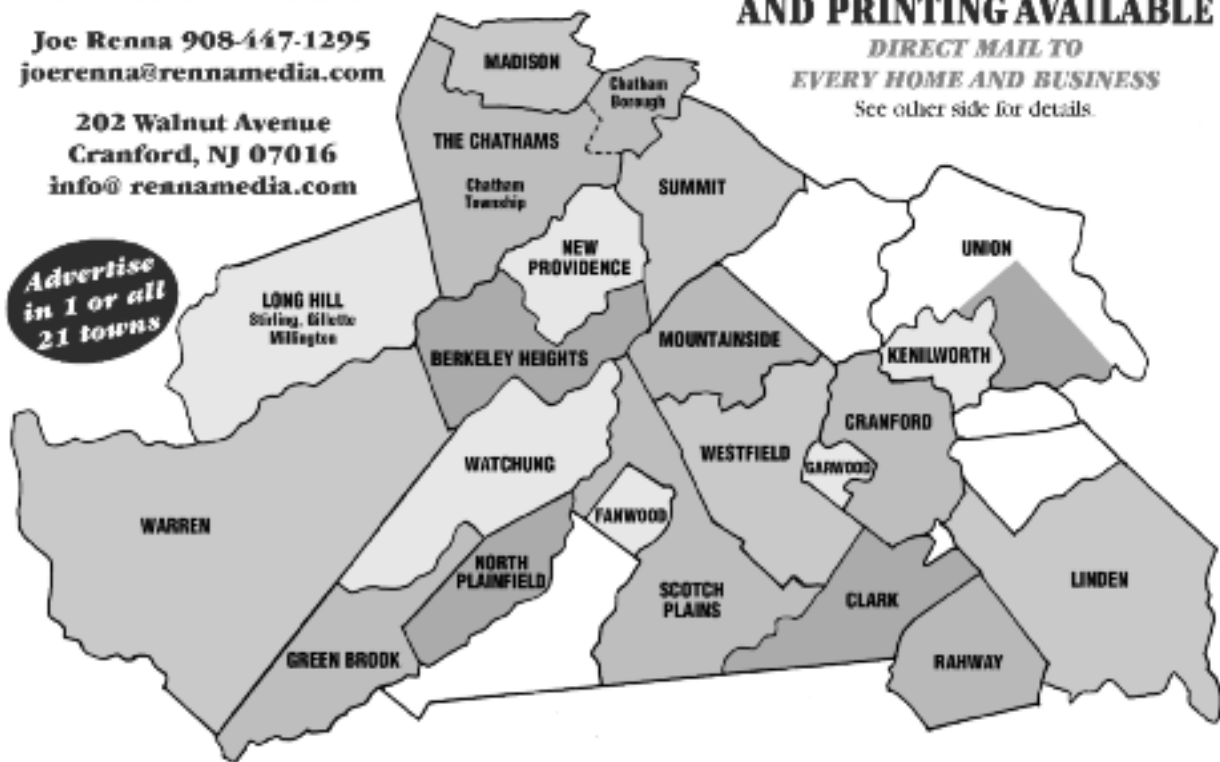 Joe Renna 908-447-1295
joerenna@rennamedia.com
202 Walnut Avenue
Cranford, NJ 07016
info@ rennamedia.com
AND PRINTING AVAILABLE
DIRECT MAIL TO
EVERY HOME AND BUSINESS
See other side for details.
Advertise
in 1 or all
21 towns
MADISON
Chatham
Borough
THE CHATHAMS
Chatham
Township
SUMMIT
NEW
PROVIDENCE
UNION
LONG HILL
Stirling, Gillette
Millington
BERKELEY HEIGHTS
MOUNTAINSIDE
KENILWORTH
CRANFORD
WATCHUNG
WESTFIELD
GARWOOD
WARREN
FANWOOD
NORTH
PLAINFIELD
SCOTCH
PLAINS
CLARK
LINDEN
GREEN BROOK
RAHWAY